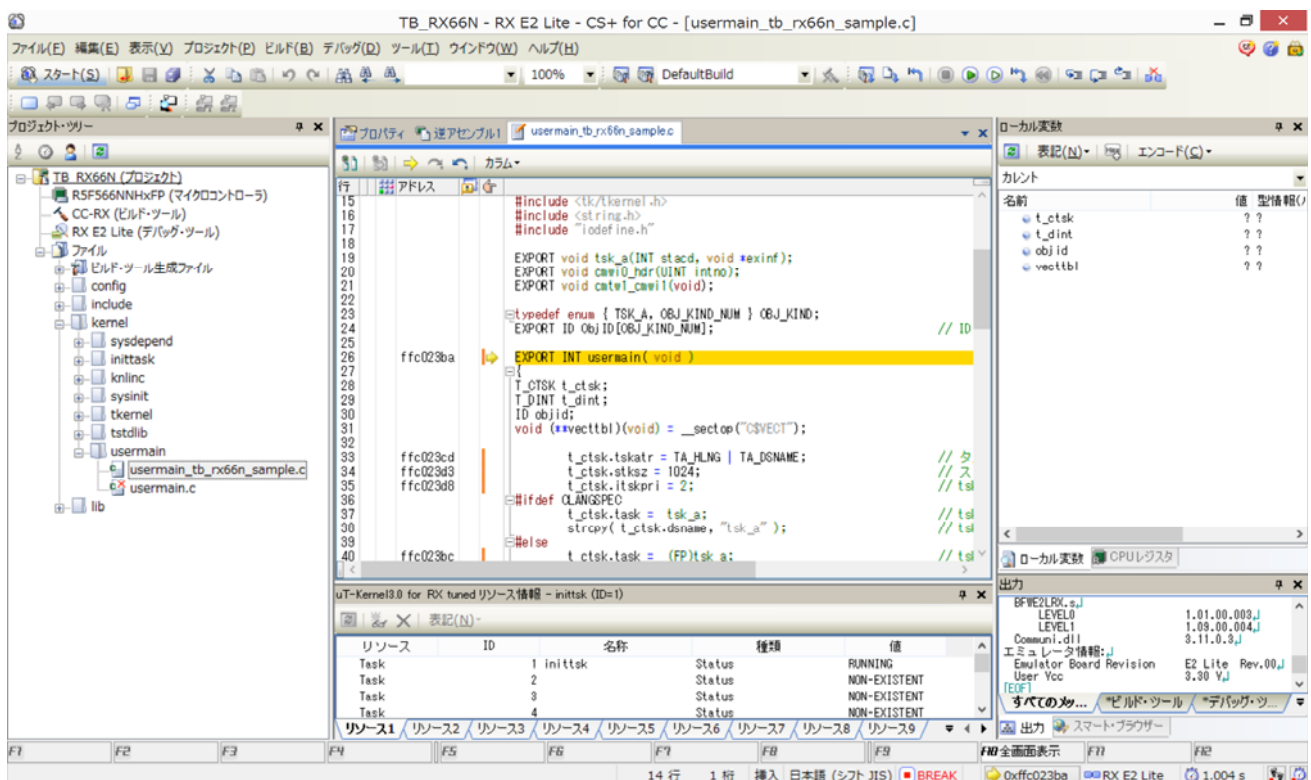 TB_RX66N - RX E2 Lite - CS+ for CC - [usermain_tb_rx66n_sample.c]
ファイル(F) 編集(E) 表示(V) プロジェクト(P) ビルド(B) デバッグ(D) ツール(T) ウインドウ(W) ヘルプ(H)
スタート(S) 100% DefaultBuild
プロジェクト・ツリー
TB_RX66N (プロジェクト)
R5F566NNHxFP (マイクロコントローラ)
CC-RX (ビルド・ツール)
RX E2 Lite (デバッグ・ツール)
ファイル
ビルド・ツール生成ファイル
config
include
kernel
sysdepend
inittask
knlinc
sysinit
tkernel
tstdlib
usermain
usermain_tb_rx66n_sample.c
usermain.c
lib
プロパティ 逆アセンブル1 usermain_tb_rx66n_sample.c
カラム
行 アドレス
15 #include <tk/tkernel.h>
16 #include <string.h>
17 #include "iodefine.h"
18
19 EXPORT void tsk_a(INT stacd, void *exinf);
20 EXPORT void cmwi0_hdr(UINT intno);
21 EXPORT void cmtw1_cmwi1(void);
22
23 typedef enum { TSK_A, OBJ_KIND_NUM } OBJ_KIND;
24 EXPORT ID ObjID[OBJ_KIND_NUM]; // ID
25
26 ffc023ba EXPORT INT usermain( void )
27 {
28 T_CTSK t_ctsk;
29 T_DINT t_dint;
30 ID objid;
31 void (**vecttbl)(void) = __sectop("C$VECT");
32
33 ffc023cd t_ctsk.tskatr = TA_HLNG | TA_DSNAME; // タ
34 ffc023d3 t_ctsk.stksz = 1024; // ス
35 ffc023d8 t_ctsk.itskpri = 2; // tsk
36 #ifdef CLANGSPEC
37 t_ctsk.task = tsk_a; // tsk
38 strcpy( t_ctsk.dsname, "tsk_a" ); // tsk
39 #else
40 ffc023bc t_ctsk.task = (FP)tsk_a; // tsk
uT-Kernel3.0 for RX tuned リソース情報 - inittsk (ID=1)
表記(N)
リソース ID 名称 種類 値
Task 1 inittsk Status RUNNING
Task 2 Status NON-EXISTENT
Task 3 Status NON-EXISTENT
Task 4 Status NON-EXISTENT
リソース1 リソース2 リソース3 リソース4 リソース5 リソース6 リソース7 リソース8 リソース9
ローカル変数
表記(N) エンコード(C)
カレント
名前 値 型情報(バ
t_ctsk ? ?
t_dint ? ?
objid ? ?
vecttbl ? ?
ローカル変数 CPUレジスタ
出力
BFWE2LRX.s
LEVEL0 1.01.00.003
LEVEL1 1.09.00.004
Communi.dll 3.11.0.3
エミュレータ情報:
Emulator Board Revision E2 Lite Rev.00
User Vcc 3.30 V
[EOF]
すべてのメッ... *ビルド・ツール *デバッグ・ツ...
出力 スマート・ブラウザー
F1 F2 F3 F4 F5 F6 F7 F8 F9 F10 全画面表示 F11 F12
14 行 1 桁 挿入 日本語 (シフト JIS) BREAK 0xffc023ba RX E2 Lite 1.004 s